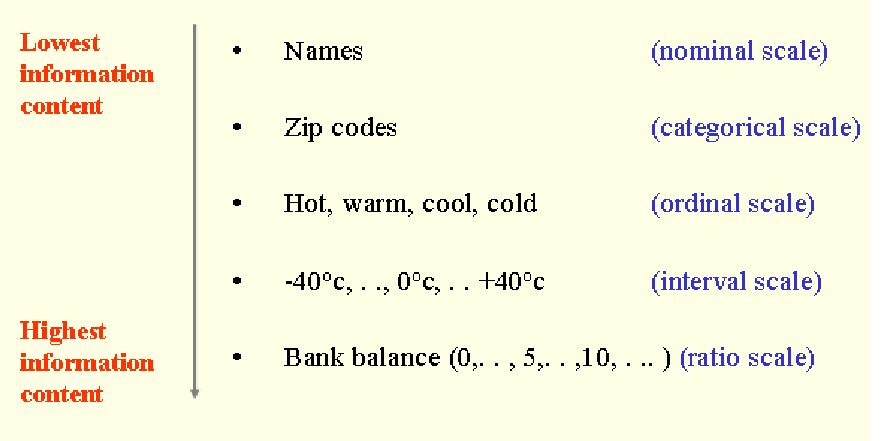 Lowest
information
content
• Names (nominal scale)
• Zip codes (categorical scale)
• Hot, warm, cool, cold (ordinal scale)
• -40°c, . ., 0°c, . . +40°c (interval scale)
Highest
information
content
• Bank balance (0,. . , 5,. . ,10, . .. ) (ratio scale)